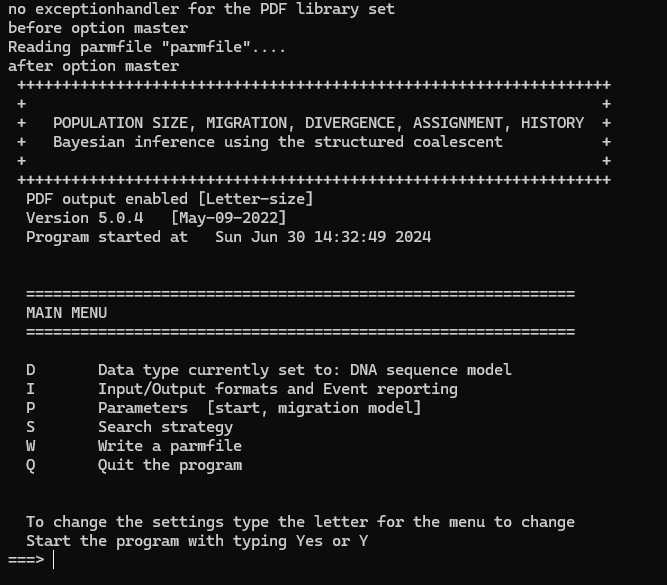 no exceptionhandler for the PDF library set
before option master
Reading parmfile "parmfile"....
after option master
++++++++++++++++++++++++++++++++++++++++++++++++++++++++++++++++++
+                                                                +
+   POPULATION SIZE, MIGRATION, DIVERGENCE, ASSIGNMENT, HISTORY  +
+   Bayesian inference using the structured coalescent           +
+                                                                +
++++++++++++++++++++++++++++++++++++++++++++++++++++++++++++++++++
PDF output enabled [Letter-size]
Version 5.0.4   [May-09-2022]
Program started at   Sun Jun 30 14:32:49 2024
=============================================================
MAIN MENU
=============================================================
D       Data type currently set to: DNA sequence model
I       Input/Output formats and Event reporting
P       Parameters  [start, migration model]
S       Search strategy
W       Write a parmfile
Q       Quit the program
To change the settings type the letter for the menu to change
Start the program with typing Yes or Y
===>